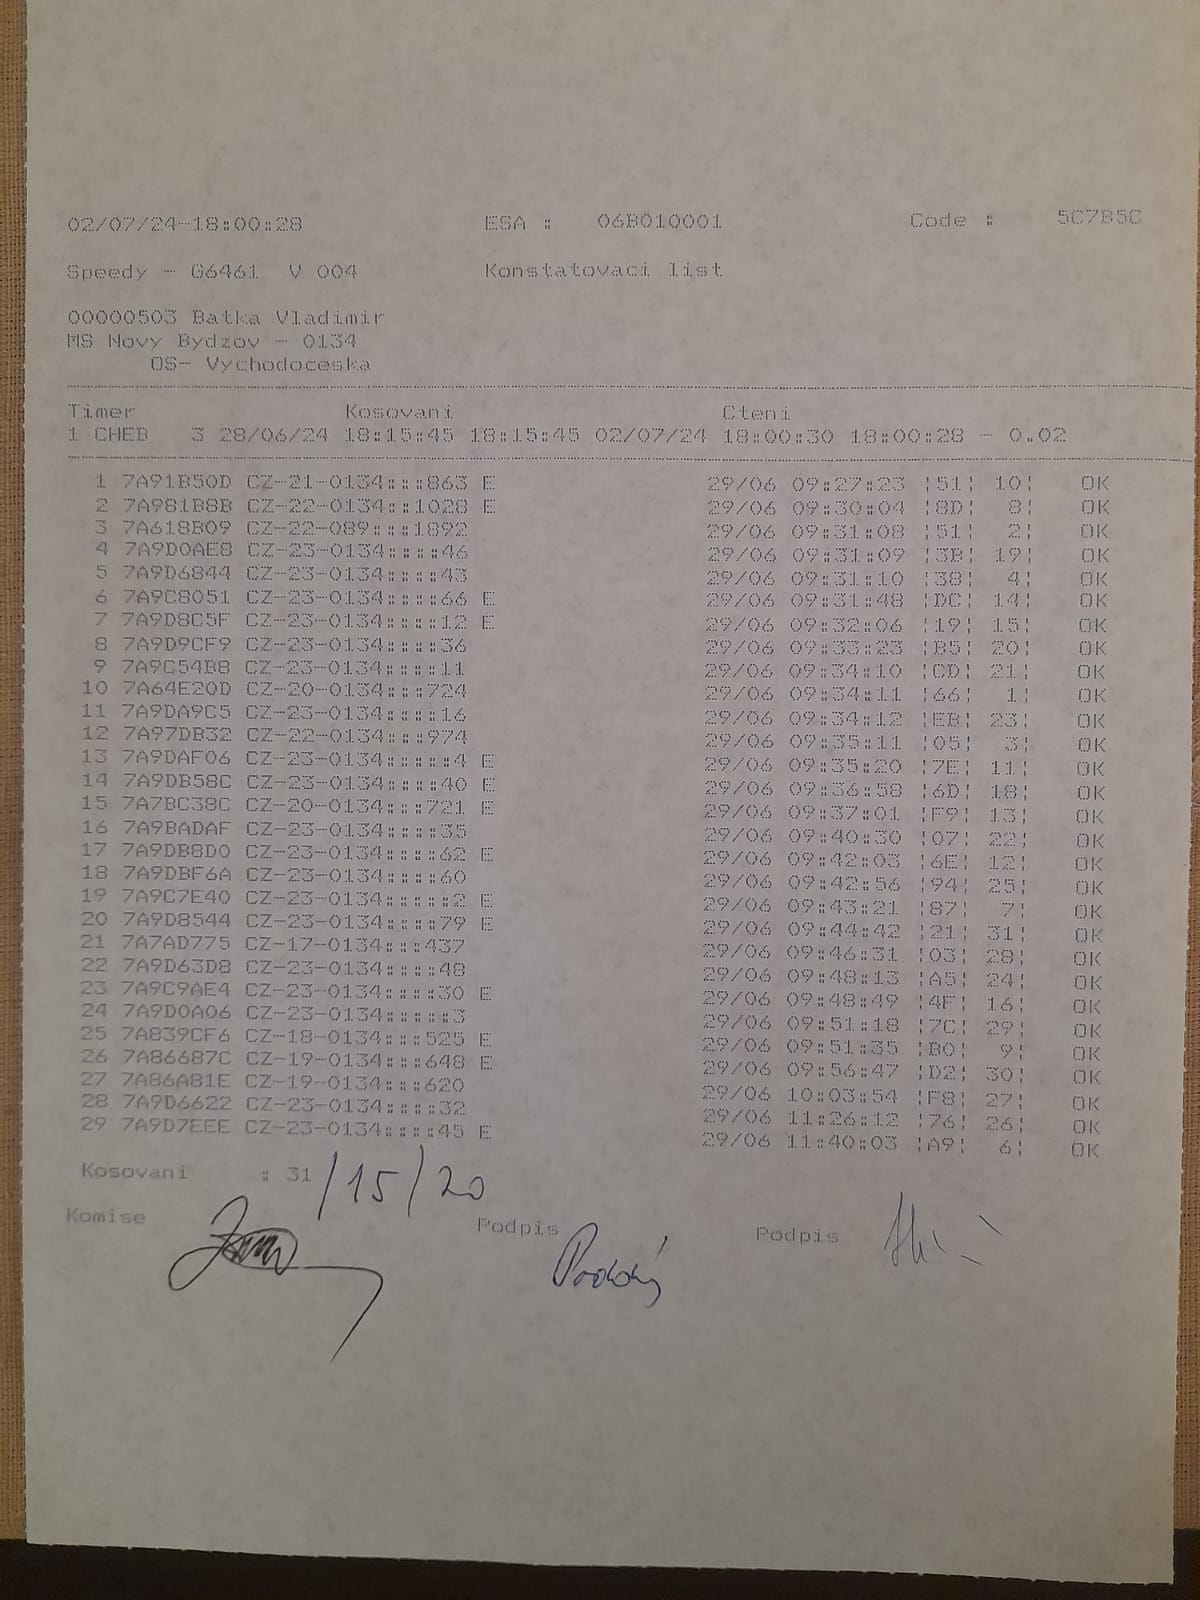 02/07/24-18:00:28 ESA : 06B010001 Code : 5C7B5C
Speedy - G6461 V 004 Konstatovaci list
00000503 Batka Vladimir
MS Novy Bydzov - 0134
OS- Vychodoceska
Timer Kosovani Cteni
1 CHEB 3 28/06/24 18:15:45 18:15:45 02/07/24 18:00:30 18:00:28 - 0.02
1 7A91B50D CZ-21-0134:::863 E 29/06 09:27:23 ¦51¦ 10¦ OK
2 7A981B8B CZ-22-0134::1028 E 29/06 09:30:04 ¦8D¦ 8¦ OK
3 7A618B09 CZ-22-089:::1892 29/06 09:31:08 ¦51¦ 2¦ OK
4 7A9D0AE8 CZ-23-0134::::46 29/06 09:31:09 ¦3B¦ 19¦ OK
5 7A9D6844 CZ-23-0134::::43 29/06 09:31:10 ¦38¦ 4¦ OK
6 7A9C8051 CZ-23-0134::::66 E 29/06 09:31:48 ¦DC¦ 14¦ OK
7 7A9D8C5F CZ-23-0134::::12 E 29/06 09:32:06 ¦19¦ 15¦ OK
8 7A9D9CF9 CZ-23-0134::::36 29/06 09:33:23 ¦B5¦ 20¦ OK
9 7A9C54B8 CZ-23-0134::::11 29/06 09:34:10 ¦CD¦ 21¦ OK
10 7A64E20D CZ-20-0134:::724 29/06 09:34:11 ¦66¦ 1¦ OK
11 7A9DA9C5 CZ-23-0134::::16 29/06 09:34:12 ¦EB¦ 23¦ OK
12 7A97DB32 CZ-22-0134:::974 29/06 09:35:11 ¦05¦ 3¦ OK
13 7A9DAF06 CZ-23-0134:::::4 E 29/06 09:35:20 ¦7E¦ 11¦ OK
14 7A9DB58C CZ-23-0134::::40 E 29/06 09:36:58 ¦6D¦ 18¦ OK
15 7A7BC38C CZ-20-0134:::721 E 29/06 09:37:01 ¦F9¦ 13¦ OK
16 7A9BADAF CZ-23-0134::::35 29/06 09:40:30 ¦07¦ 22¦ OK
17 7A9DB8D0 CZ-23-0134::::62 E 29/06 09:42:03 ¦6E¦ 12¦ OK
18 7A9DBF6A CZ-23-0134::::60 29/06 09:42:56 ¦94¦ 25¦ OK
19 7A9C7E40 CZ-23-0134:::::2 E 29/06 09:43:21 ¦87¦ 7¦ OK
20 7A9D8544 CZ-23-0134::::79 E 29/06 09:44:42 ¦21¦ 31¦ OK
21 7A7AD775 CZ-17-0134:::437 29/06 09:46:31 ¦03¦ 28¦ OK
22 7A9D63D8 CZ-23-0134::::48 29/06 09:48:13 ¦A5¦ 24¦ OK
23 7A9C9AE4 CZ-23-0134::::30 E 29/06 09:48:49 ¦4F¦ 16¦ OK
24 7A9D0A06 CZ-23-0134:::::3 29/06 09:51:18 ¦7C¦ 29¦ OK
25 7A839CF6 CZ-18-0134:::525 E 29/06 09:51:35 ¦B0¦ 9¦ OK
26 7A86687C CZ-19-0134:::648 E 29/06 09:56:47 ¦D2¦ 30¦ OK
27 7A86A81E CZ-19-0134:::620 29/06 10:03:54 ¦F8¦ 27¦ OK
28 7A9D6622 CZ-23-0134::::32 29/06 11:26:12 ¦76¦ 26¦ OK
29 7A9D7EEE CZ-23-0134::::45 E 29/06 11:40:03 ¦A9¦ 6¦ OK
Kosovani : 31 /15/20
Komise Podpis Podpis